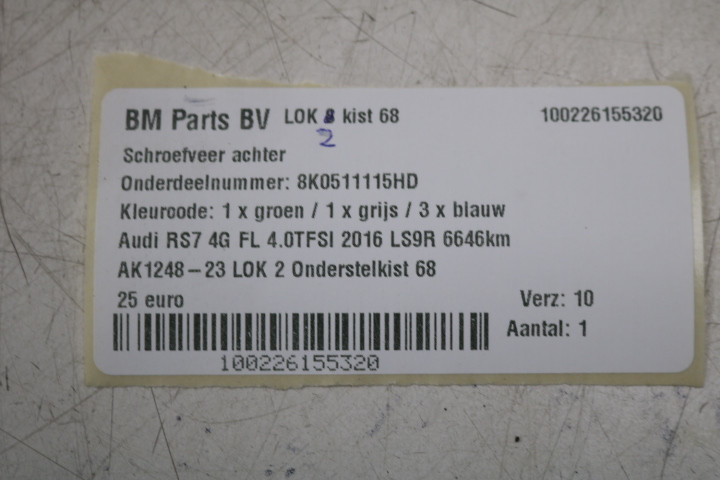 BM Parts BV LOK 8 kist 68 100226155320
2
Schroefveer achter
Onderdeelnummer: 8K0511115HD
Kleurcode: 1 x groen / 1 x grijs / 3 x blauw
Audi RS7 4G FL 4.0TFSI 2016 LS9R 6646km
AK1248-23 LOK 2 Onderstelkist 68
25 euro Verz: 10
Aantal: 1
100226155320